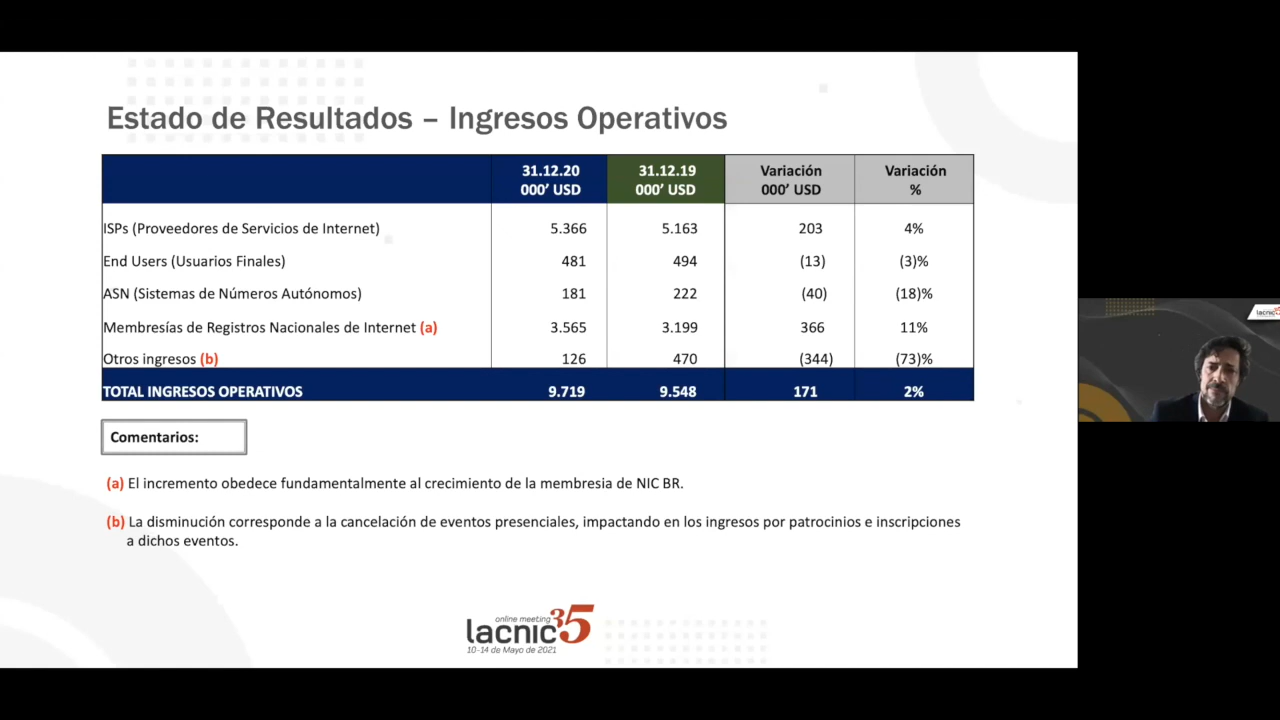 Estado de Resultados – Ingresos Operativos
31.12.20 31.12.19 Variación Variación
000’ USD 000’ USD 000’ USD %
ISPs (Proveedores de Servicios de Internet) 5.366 5.163 203 4%
End Users (Usuarios Finales) 481 494 (13) (3)%
ASN (Sistemas de Números Autónomos) 181 222 (40) (18)%
Membresías de Registros Nacionales de Internet (a) 3.565 3.199 366 11%
Otros ingresos (b) 126 470 (344) (73)%
TOTAL INGRESOS OPERATIVOS 9.719 9.548 171 2%
Comentarios:
(a) El incremento obedece fundamentalmente al crecimiento de la membresia de NIC BR.
(b) La disminución corresponde a la cancelación de eventos presenciales, impactando en los ingresos por patrocinios e inscripciones
a dichos eventos.
online meeting
lacnic35
10-14 de Mayo de 2021
lacnic